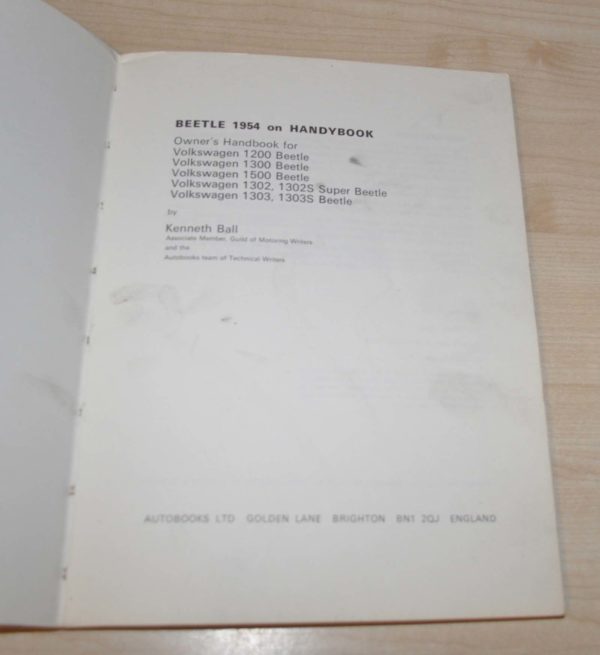 BEETLE 1954 on HANDYBOOK
Owner's Handbook for
Volkswagen 1200 Beetle
Volkswagen 1300 Beetle
Volkswagen 1500 Beetle
Volkswagen 1302, 1302S Super Beetle
Volkswagen 1303, 1303S Beetle
by
Kenneth Ball
Associate Member, Guild of Motoring Writers
and the
Autobooks team of Technical Writers
AUTOBOOKS LTD GOLDEN LANE BRIGHTON BN1 2QJ ENGLAND